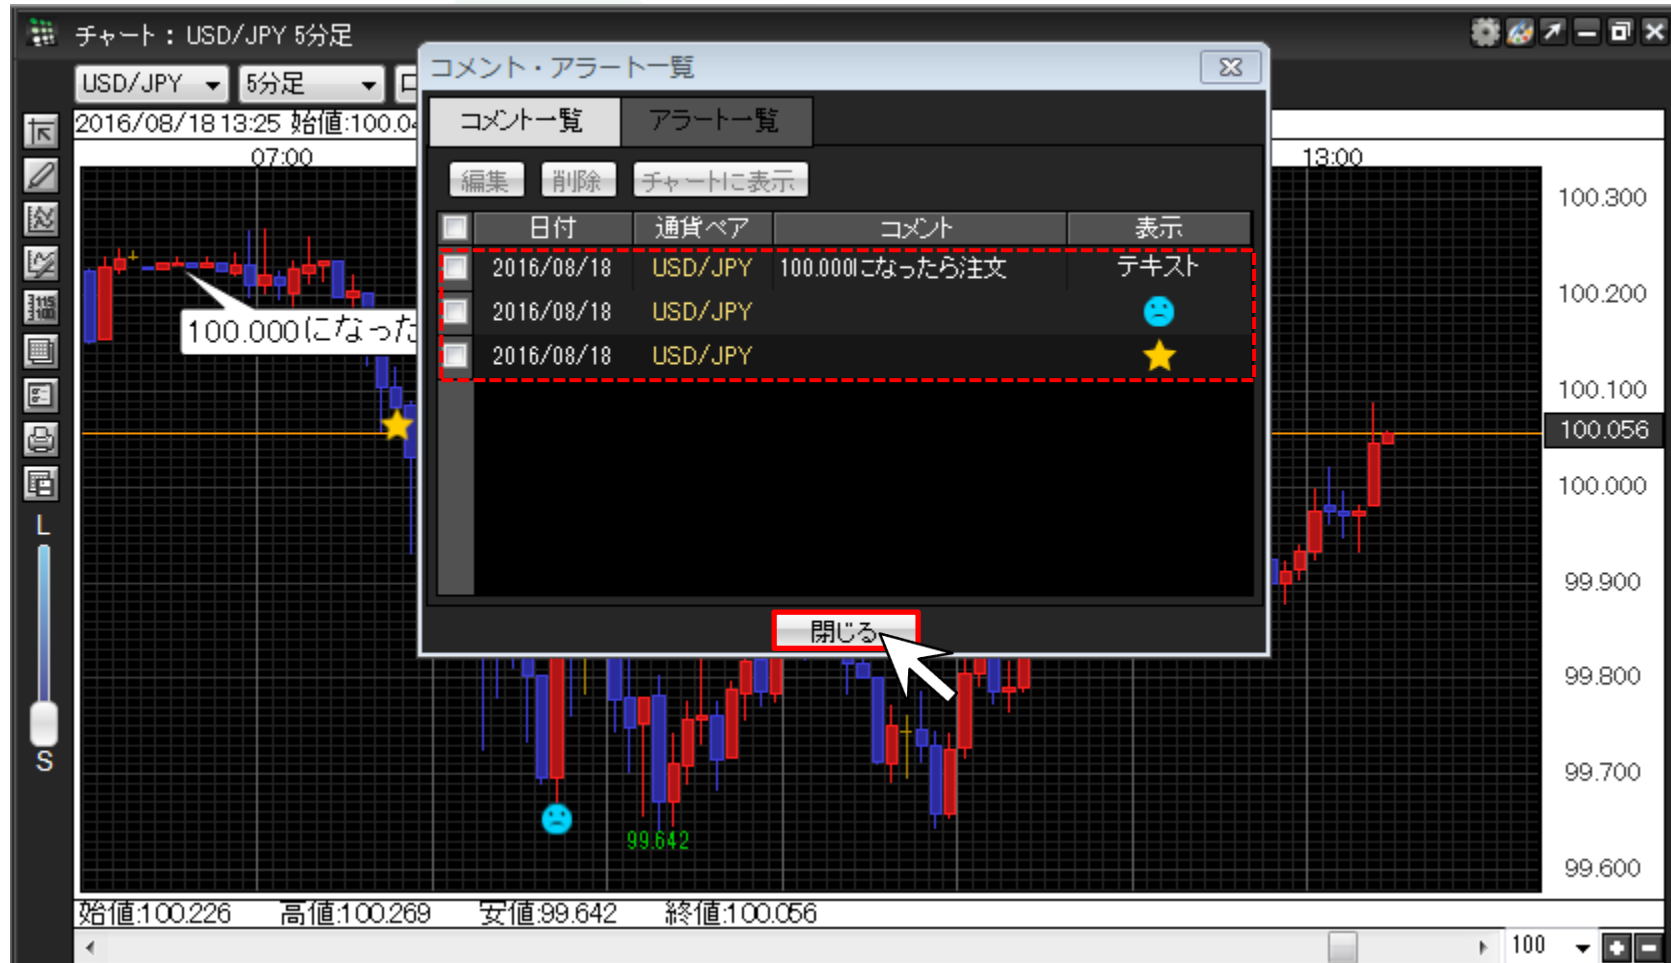 チャート：USD/JPY 5分足
コメント・アラート一覧
USD/JPY 5分足
コメント一覧 アラート一覧
2016/08/18 13:25 始値:100.0
07:00 13:00
編集 削除 チャートに表示
100.300
日付 通貨ペア コメント 表示
2016/08/18 USD/JPY 100.000になったら注文 テキスト
100.200
2016/08/18 USD/JPY
100.000になった
2016/08/18 USD/JPY
100.100
100.056
100.000
L
99.900
閉じる
99.800
S
99.700
99.642
99.600
始値:100.226 高値:100.269 安値:99.642 終値:100.056
100